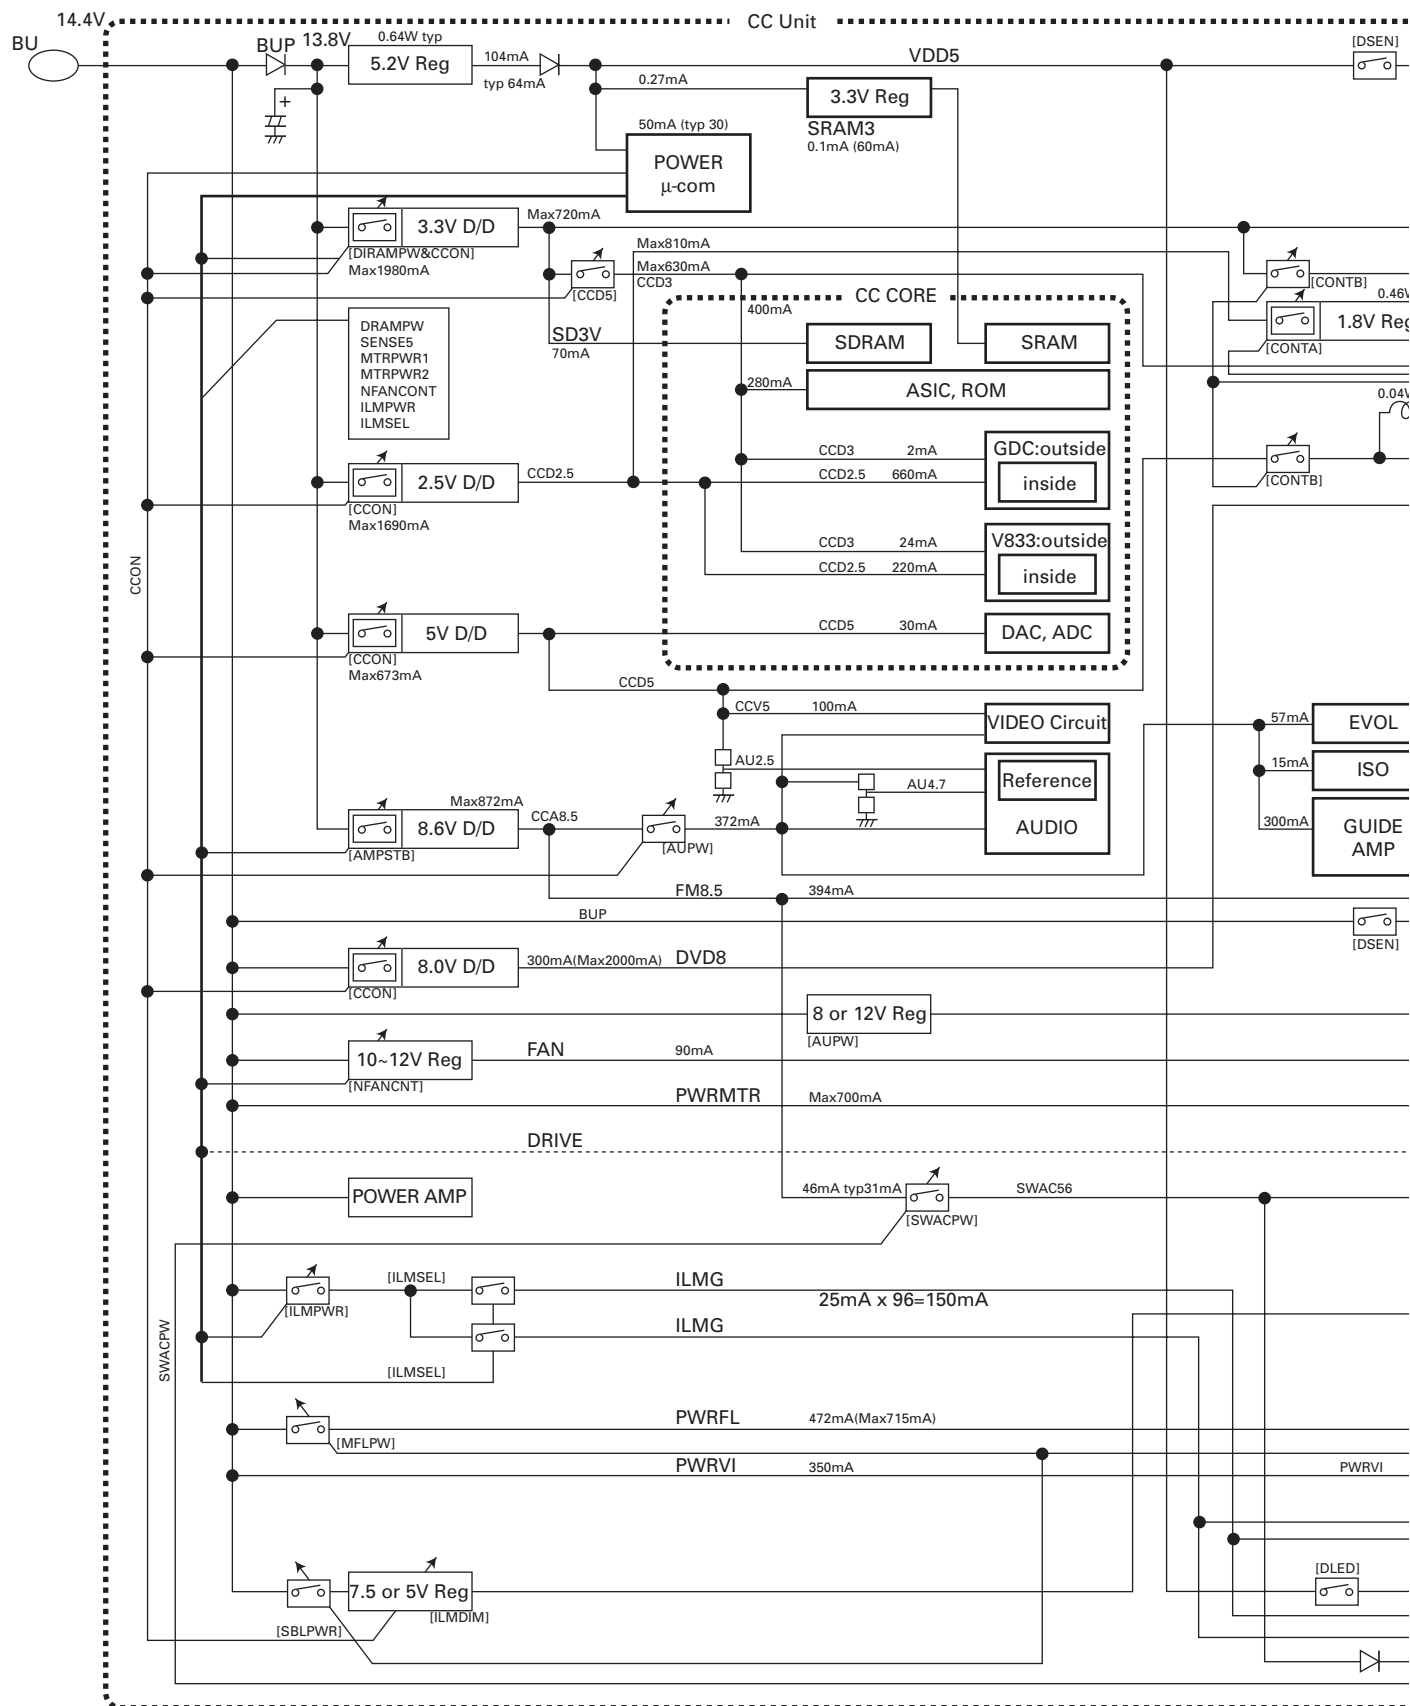 14.4V
CC Unit
BU
BUP
13.8V
0.64W typ
5.2V Reg
104mA
typ 64mA
VDD5
[DSEN]
0.27mA
3.3V Reg
SRAM3
0.1mA (60mA)
50mA (typ 30)
POWER
µ-com
3.3V D/D
Max720mA
[DIRAMPW&CCON]
Max1980mA
Max810mA
Max630mA
CCD3
[CCD5]
[CONTB]
CC CORE
400mA
0.46W
1.8V Reg
[CONTA]
DRAMPW
SENSE5
MTRPWR1
MTRPWR2
NFANCONT
ILMPWR
ILMSEL
SD3V
70mA
SDRAM
SRAM
280mA
ASIC, ROM
0.04W
CCD3
2mA
GDC:outside
2.5V D/D
CCD2.5
CCD2.5
660mA
inside
[CONTB]
[CCON]
Max1690mA
CCD3
24mA
V833:outside
CCD2.5
220mA
inside
CCON
5V D/D
CCD5
30mA
DAC, ADC
[CCON]
Max673mA
CCD5
CCV5
100mA
VIDEO Circuit
57mA
EVOL
AU2.5
Reference
15mA
ISO
AU4.7
Max872mA
8.6V D/D
CCA8.5
372mA
AUDIO
300mA
GUIDE
AMP
[AMPSTB]
[AUPW]
FM8.5
394mA
BUP
[DSEN]
8.0V D/D
300mA(Max2000mA)
DVD8
[CCON]
8 or 12V Reg
[AUPW]
10~12V Reg
FAN
90mA
[NFANCNT]
PWRMTR
Max700mA
DRIVE
POWER AMP
46mA typ31mA
SWAC56
[SWACPW]
[ILMSEL]
ILMG
25mA x 96=150mA
[ILMPWR]
ILMG
SWACPW
[ILMSEL]
PWRFL
472mA(Max715mA)
[MFLPW]
PWRVI
350mA
PWRVI
[DLED]
7.5 or 5V Reg
[ILMDIM]
[SBLPWR]